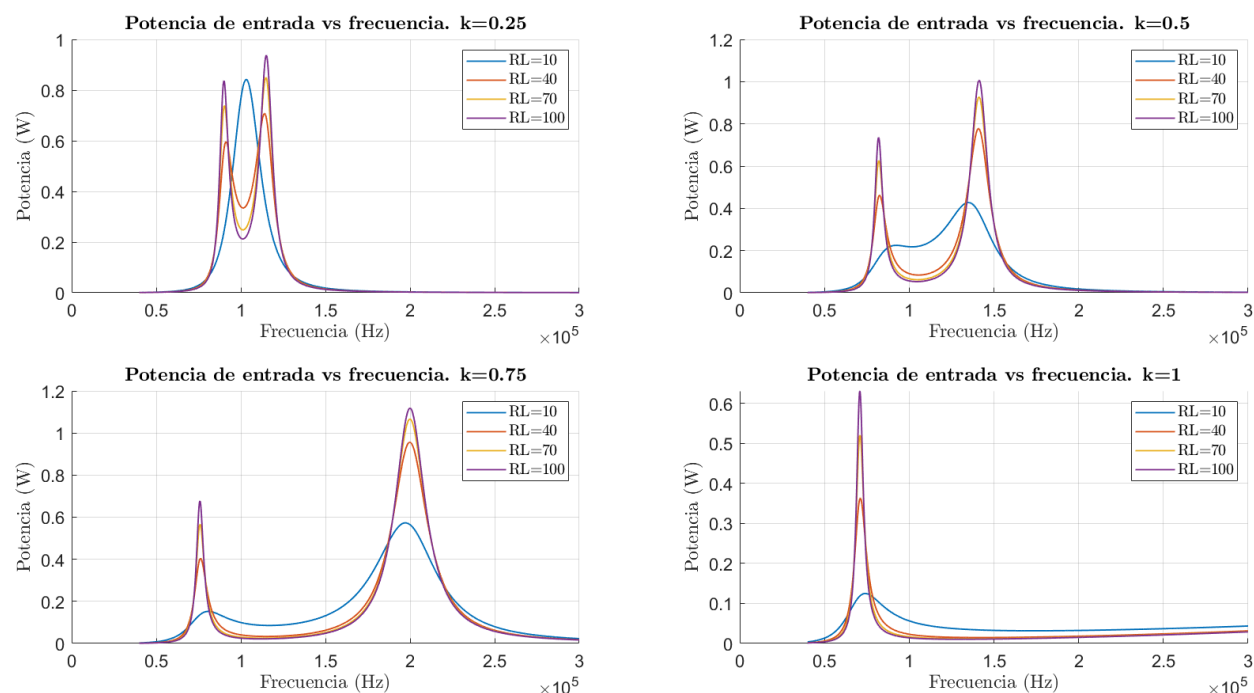 Potencia de entrada vs frecuencia. k=0.25
1
0.8
0.6
0.4
0.2
0
Potencia (W)
RL=10
RL=40
RL=70
RL=100
0 0.5 1 1.5 2 2.5 3
Frecuencia (Hz)
×10^5
Potencia de entrada vs frecuencia. k=0.5
1.2
1
0.8
0.6
0.4
0.2
0
Potencia (W)
RL=10
RL=40
RL=70
RL=100
0 0.5 1 1.5 2 2.5 3
Frecuencia (Hz)
×10^5
Potencia de entrada vs frecuencia. k=0.75
1.2
1
0.8
0.6
0.4
0.2
0
Potencia (W)
RL=10
RL=40
RL=70
RL=100
0 0.5 1 1.5 2 2.5 3
Frecuencia (Hz)
×10^5
Potencia de entrada vs frecuencia. k=1
0.6
0.5
0.4
0.3
0.2
0.1
0
Potencia (W)
RL=10
RL=40
RL=70
RL=100
0 0.5 1 1.5 2 2.5 3
Frecuencia (Hz)
×10^5